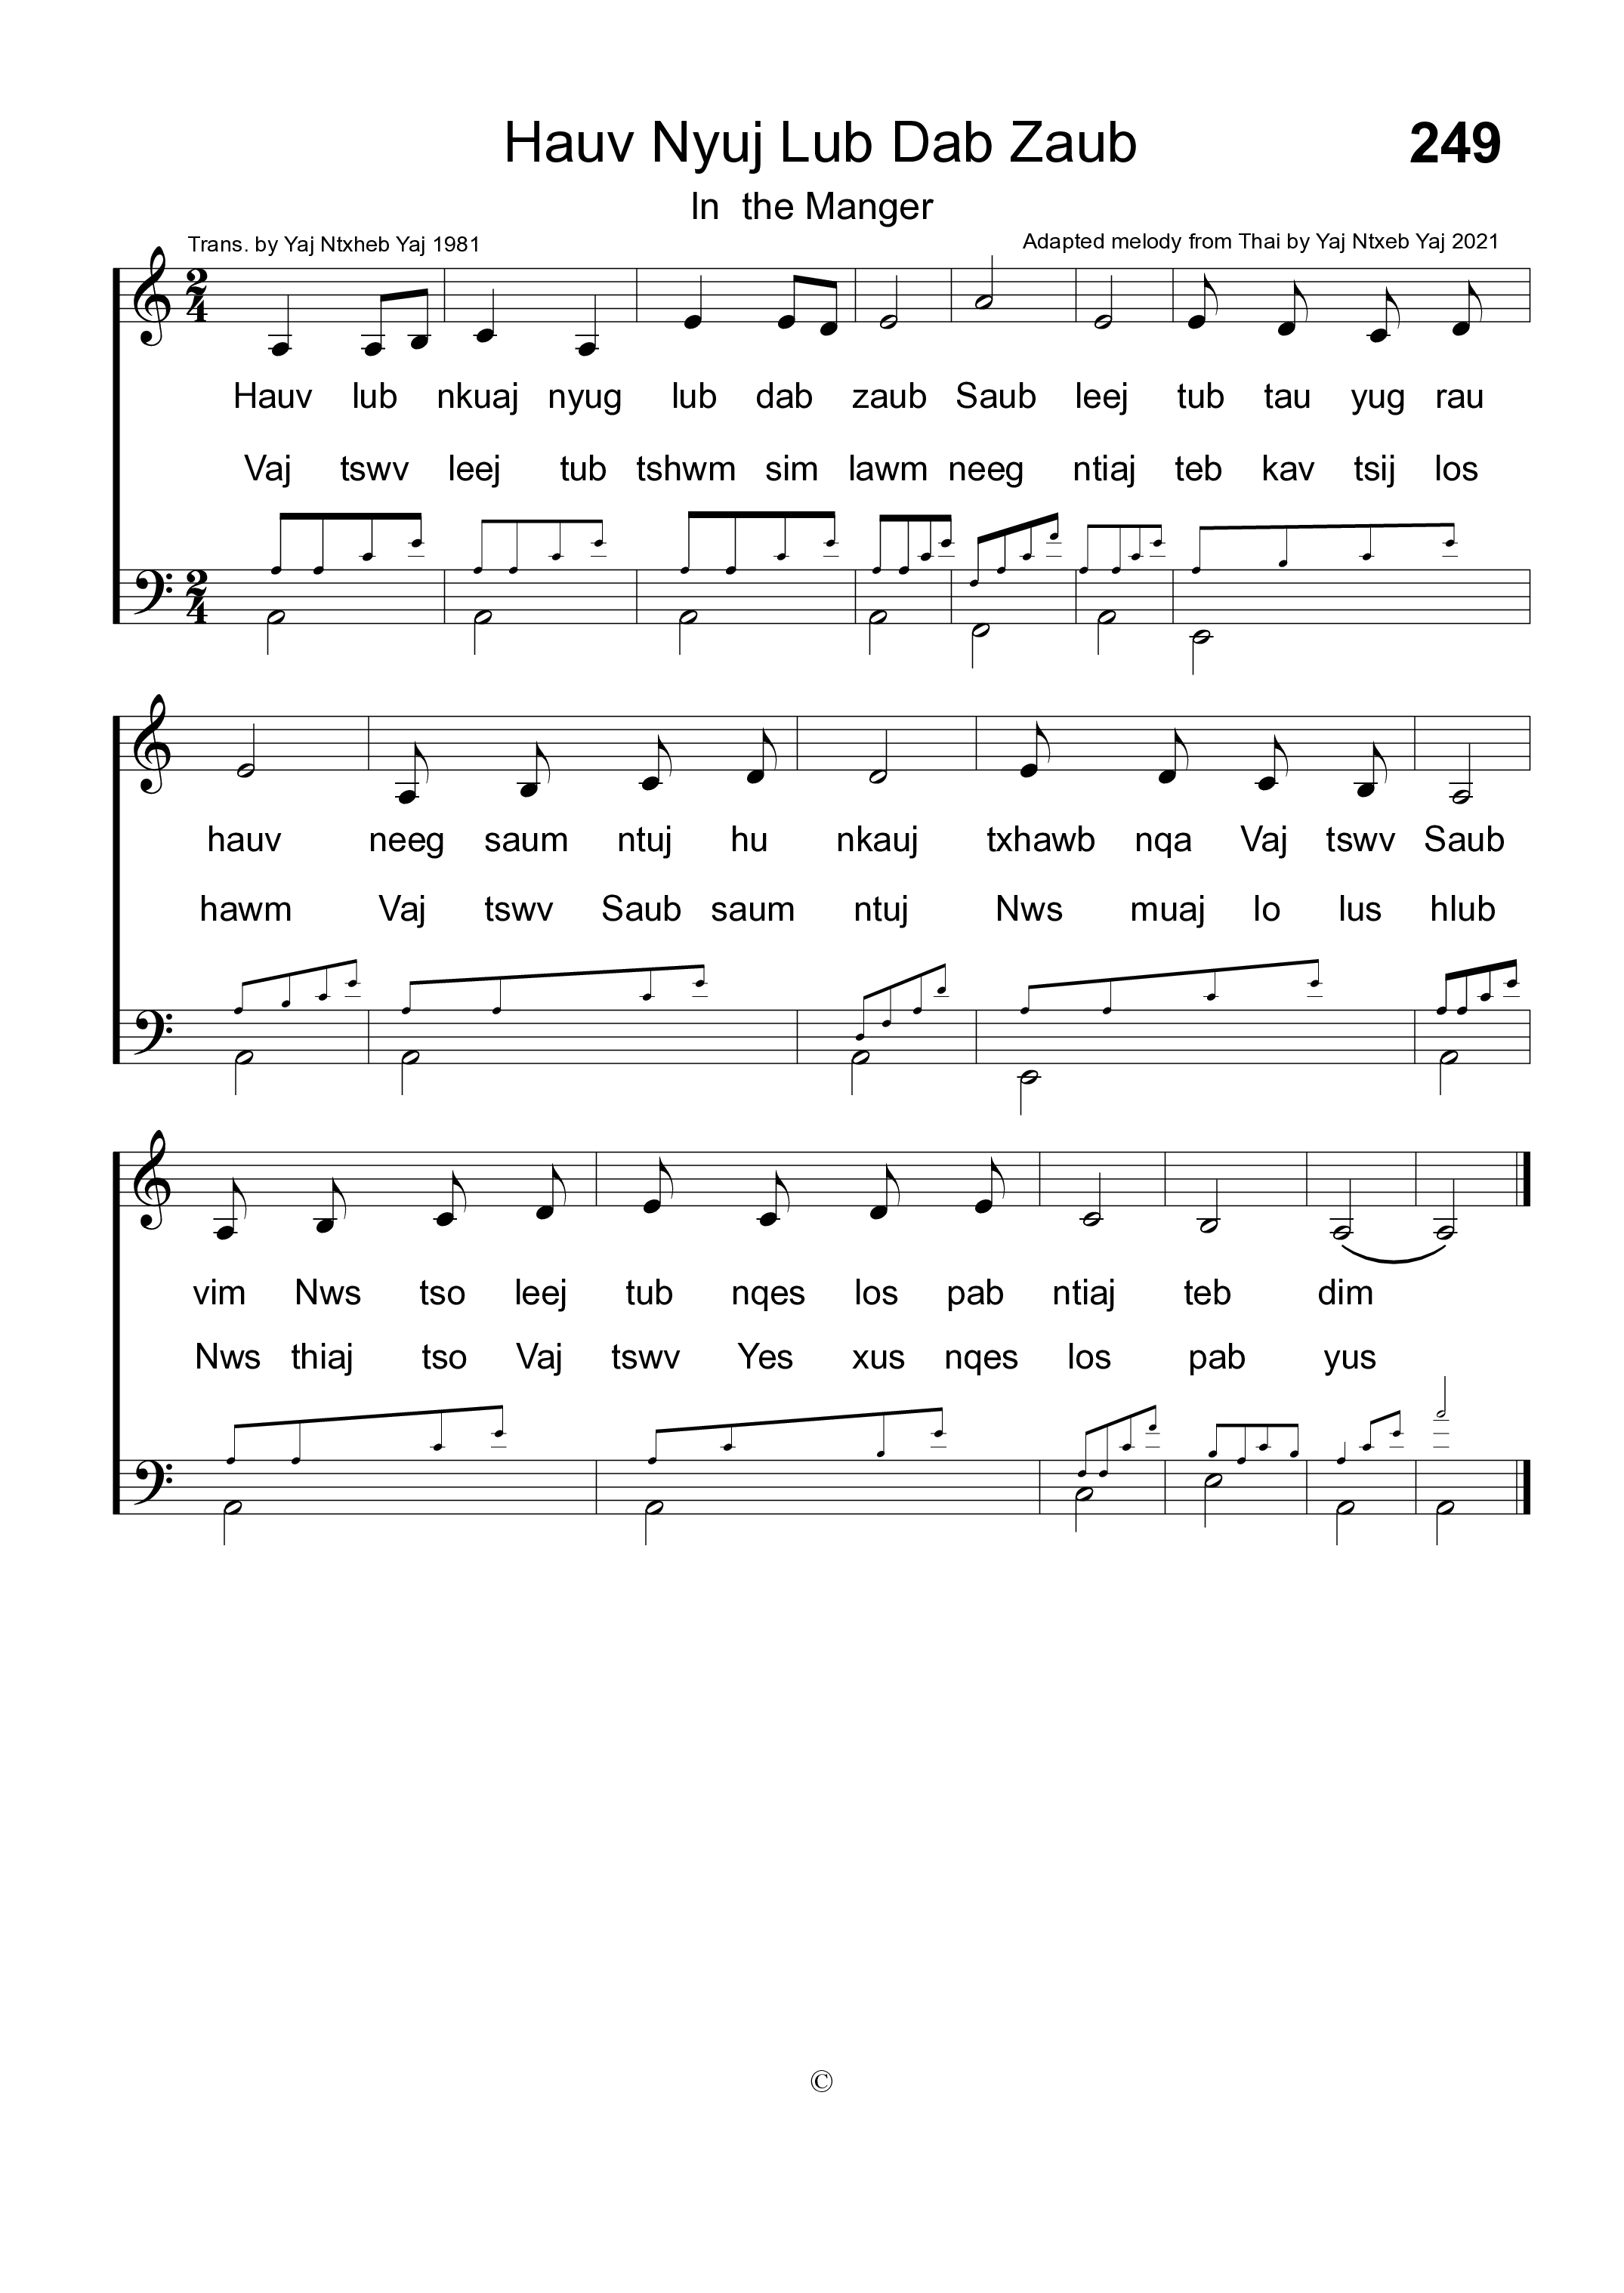 Hauv Nyuj Lub Dab Zaub 249
In the Manger
Trans. by Yaj Ntxheb Yaj 1981 Adapted melody from Thai by Yaj Ntxeb Yaj 2021
2 4
Hauv lub nkuaj nyug lub dab zaub Saub leej tub tau yug rau
Vaj tswv leej tub tshwm sim lawm neeg ntiaj teb kav tsij los
2 4
hauv neeg saum ntuj hu nkauj txhawb nqa Vaj tswv Saub
hawm Vaj tswv Saub saum ntuj Nws muaj lo lus hlub
vim Nws tso leej tub nqes los pab ntiaj teb dim
Nws thiaj tso Vaj tswv Yes xus nqes los pab yus
©